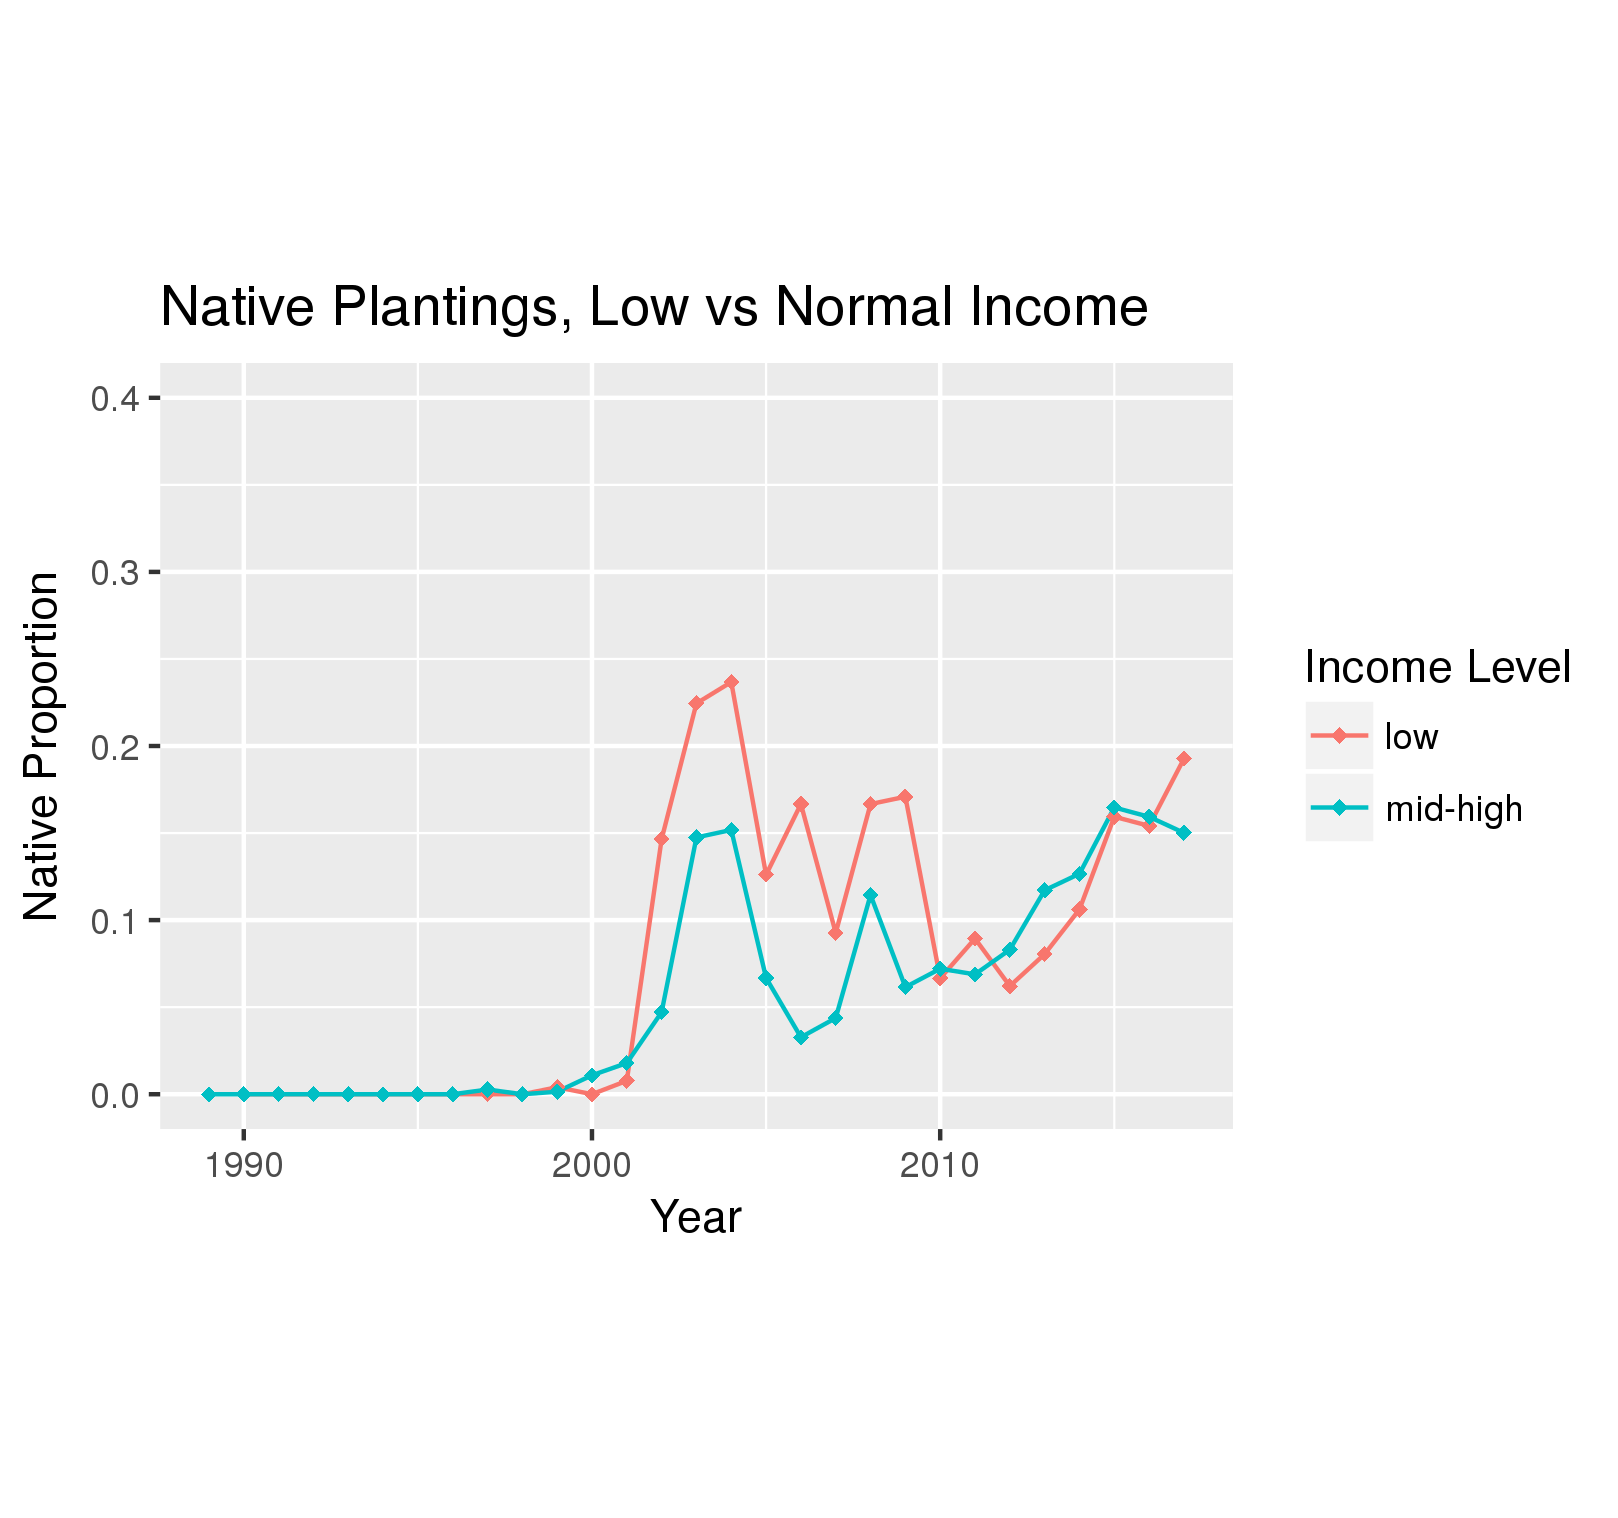 Native Plantings, Low vs Normal Income
0.4
0.3
0.2
0.1
0.0
Native Proportion
1990 2000 2010
Year
Income Level
low
mid-high